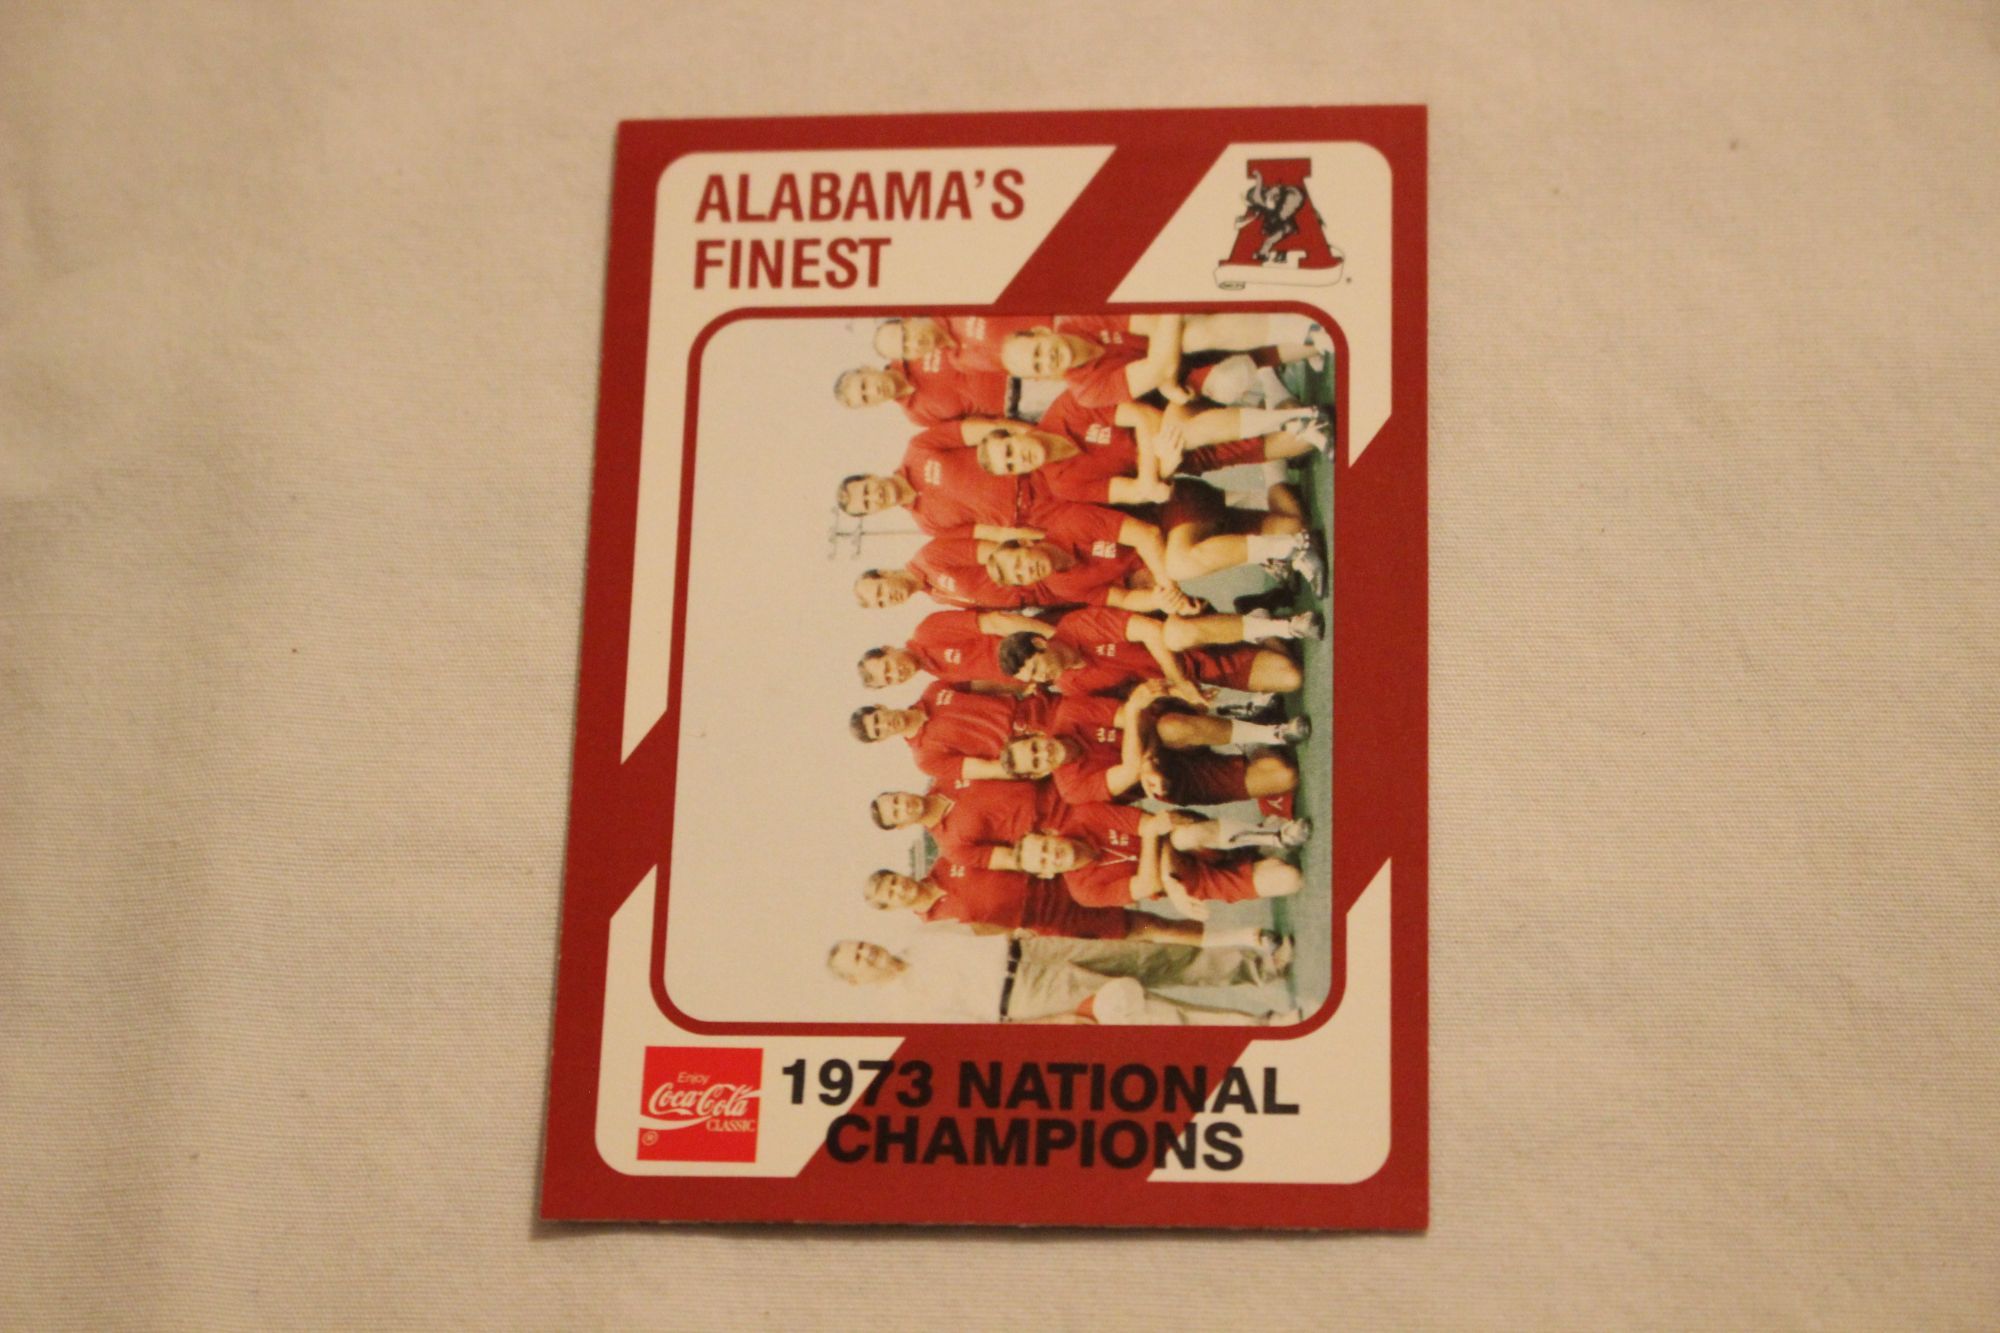 ALABAMA'S
FINEST
A
Enjoy
Coca-Cola
CLASSIC
®
1973 NATIONAL
CHAMPIONS